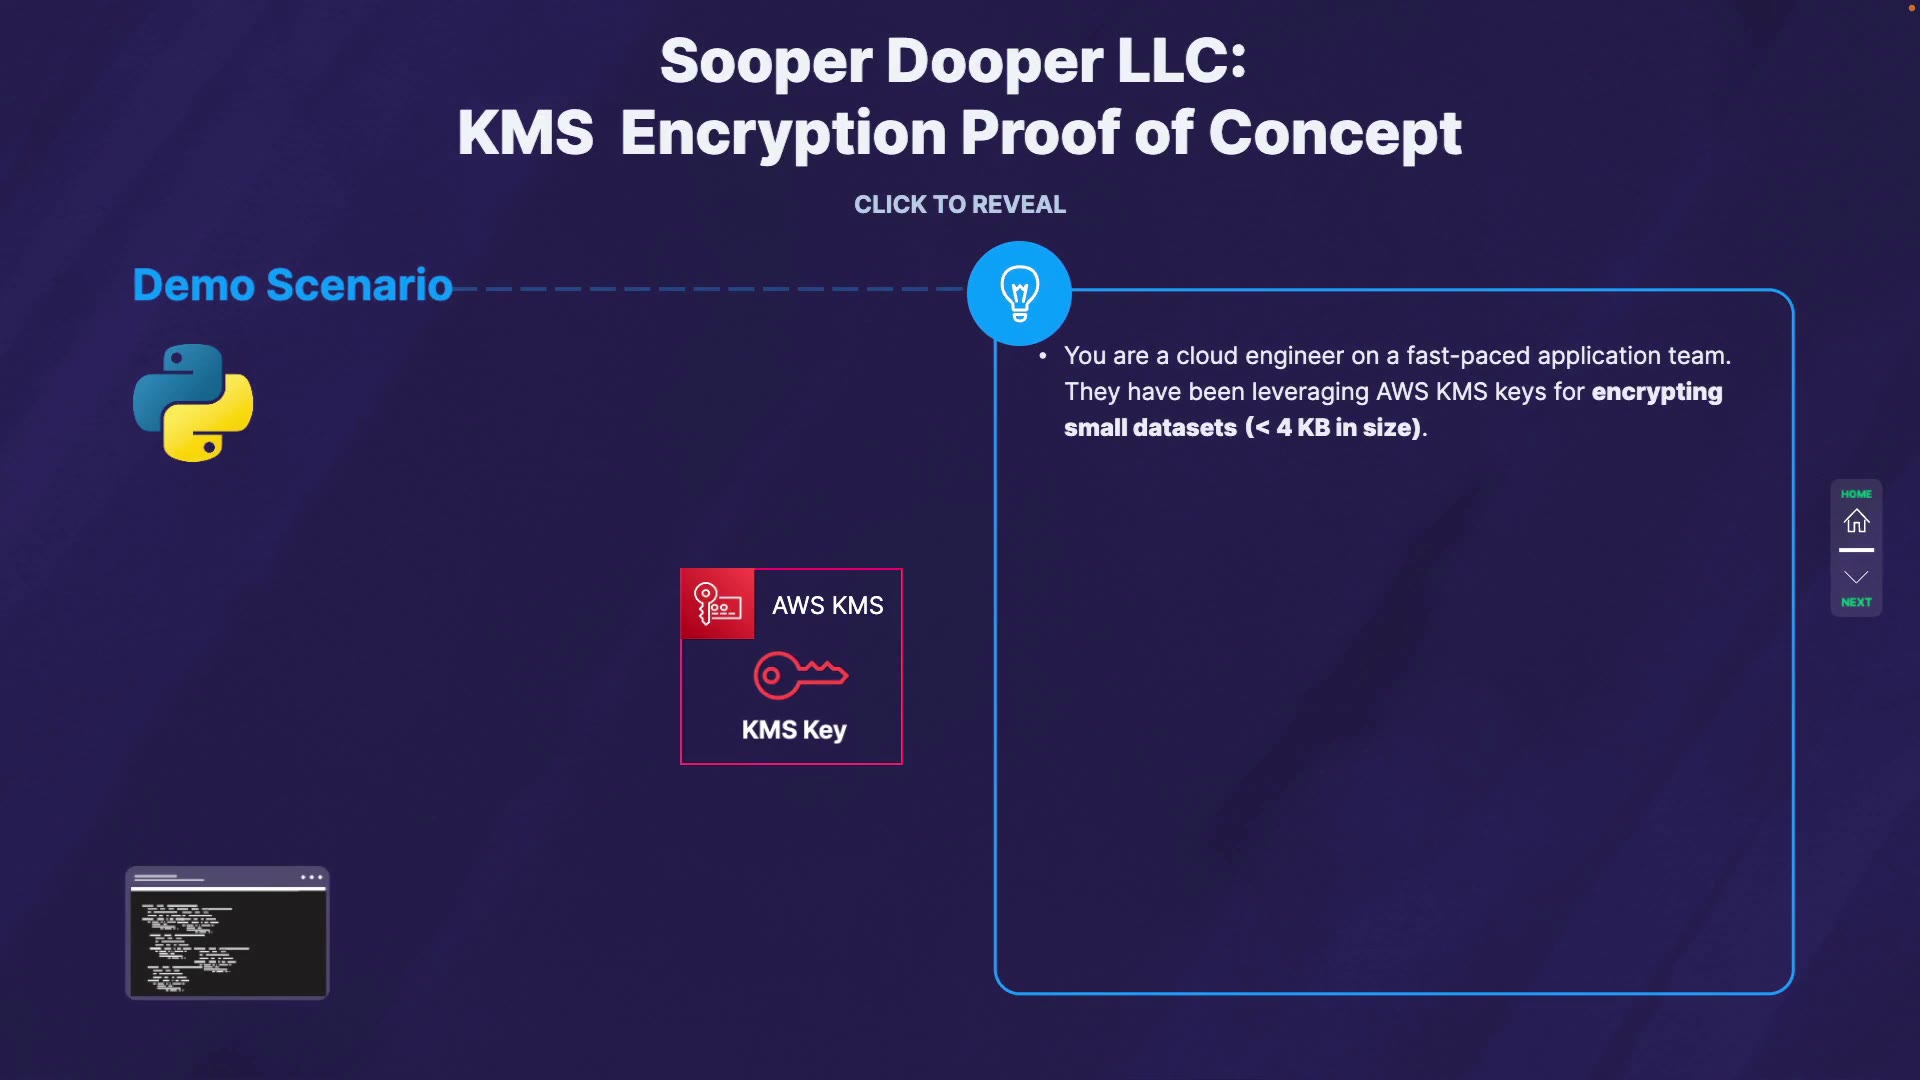 Sooper Dooper LLC:
KMS  Encryption Proof of Concept
CLICK TO REVEAL
Demo Scenario
• You are a cloud engineer on a fast-paced application team.
They have been leveraging AWS KMS keys for encrypting
small datasets (< 4 KB in size).
AWS KMS
KMS Key
HOME
NEXT